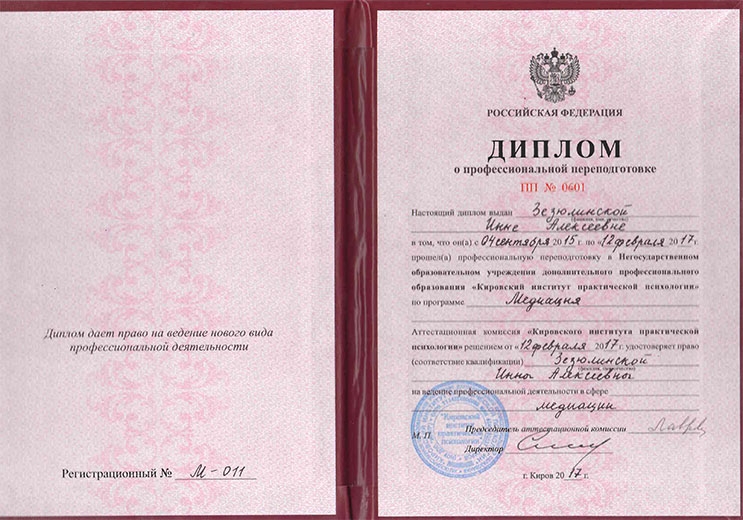 Диплом дает право на ведение нового вида
профессиональной деятельности
Регистрационный № М-011
РОССИЙСКАЯ ФЕДЕРАЦИЯ
ДИПЛОМ
о профессиональной переподготовке
ПП № 0601
Настоящий диплом выдан Зезюлинской
(фамилия, имя, отчество)
Инне Алексеевне
в том, что он(а) с 04 сентября 2015 г. по «12 февраля 2017 г.
прошел(а) профессиональную переподготовку в Негосударственном
образовательном учреждении дополнительного профессионального
образования «Кировский институт практической психологии»
по программе Медиация
Аттестационная комиссия «Кировского института практической
психологии» решением от «12 февраля 2017 г. удостоверяет право
(соответствие квалификации) Зезюлинской
(фамилия, имя, отчество)
Инны Алексеевны
на ведение профессиональной деятельности в сфере
медиации
Председатель аттестационной комиссии
М. П.
Директор
г. Киров 2017 г.
"Кировский
институт
практической
психологии"